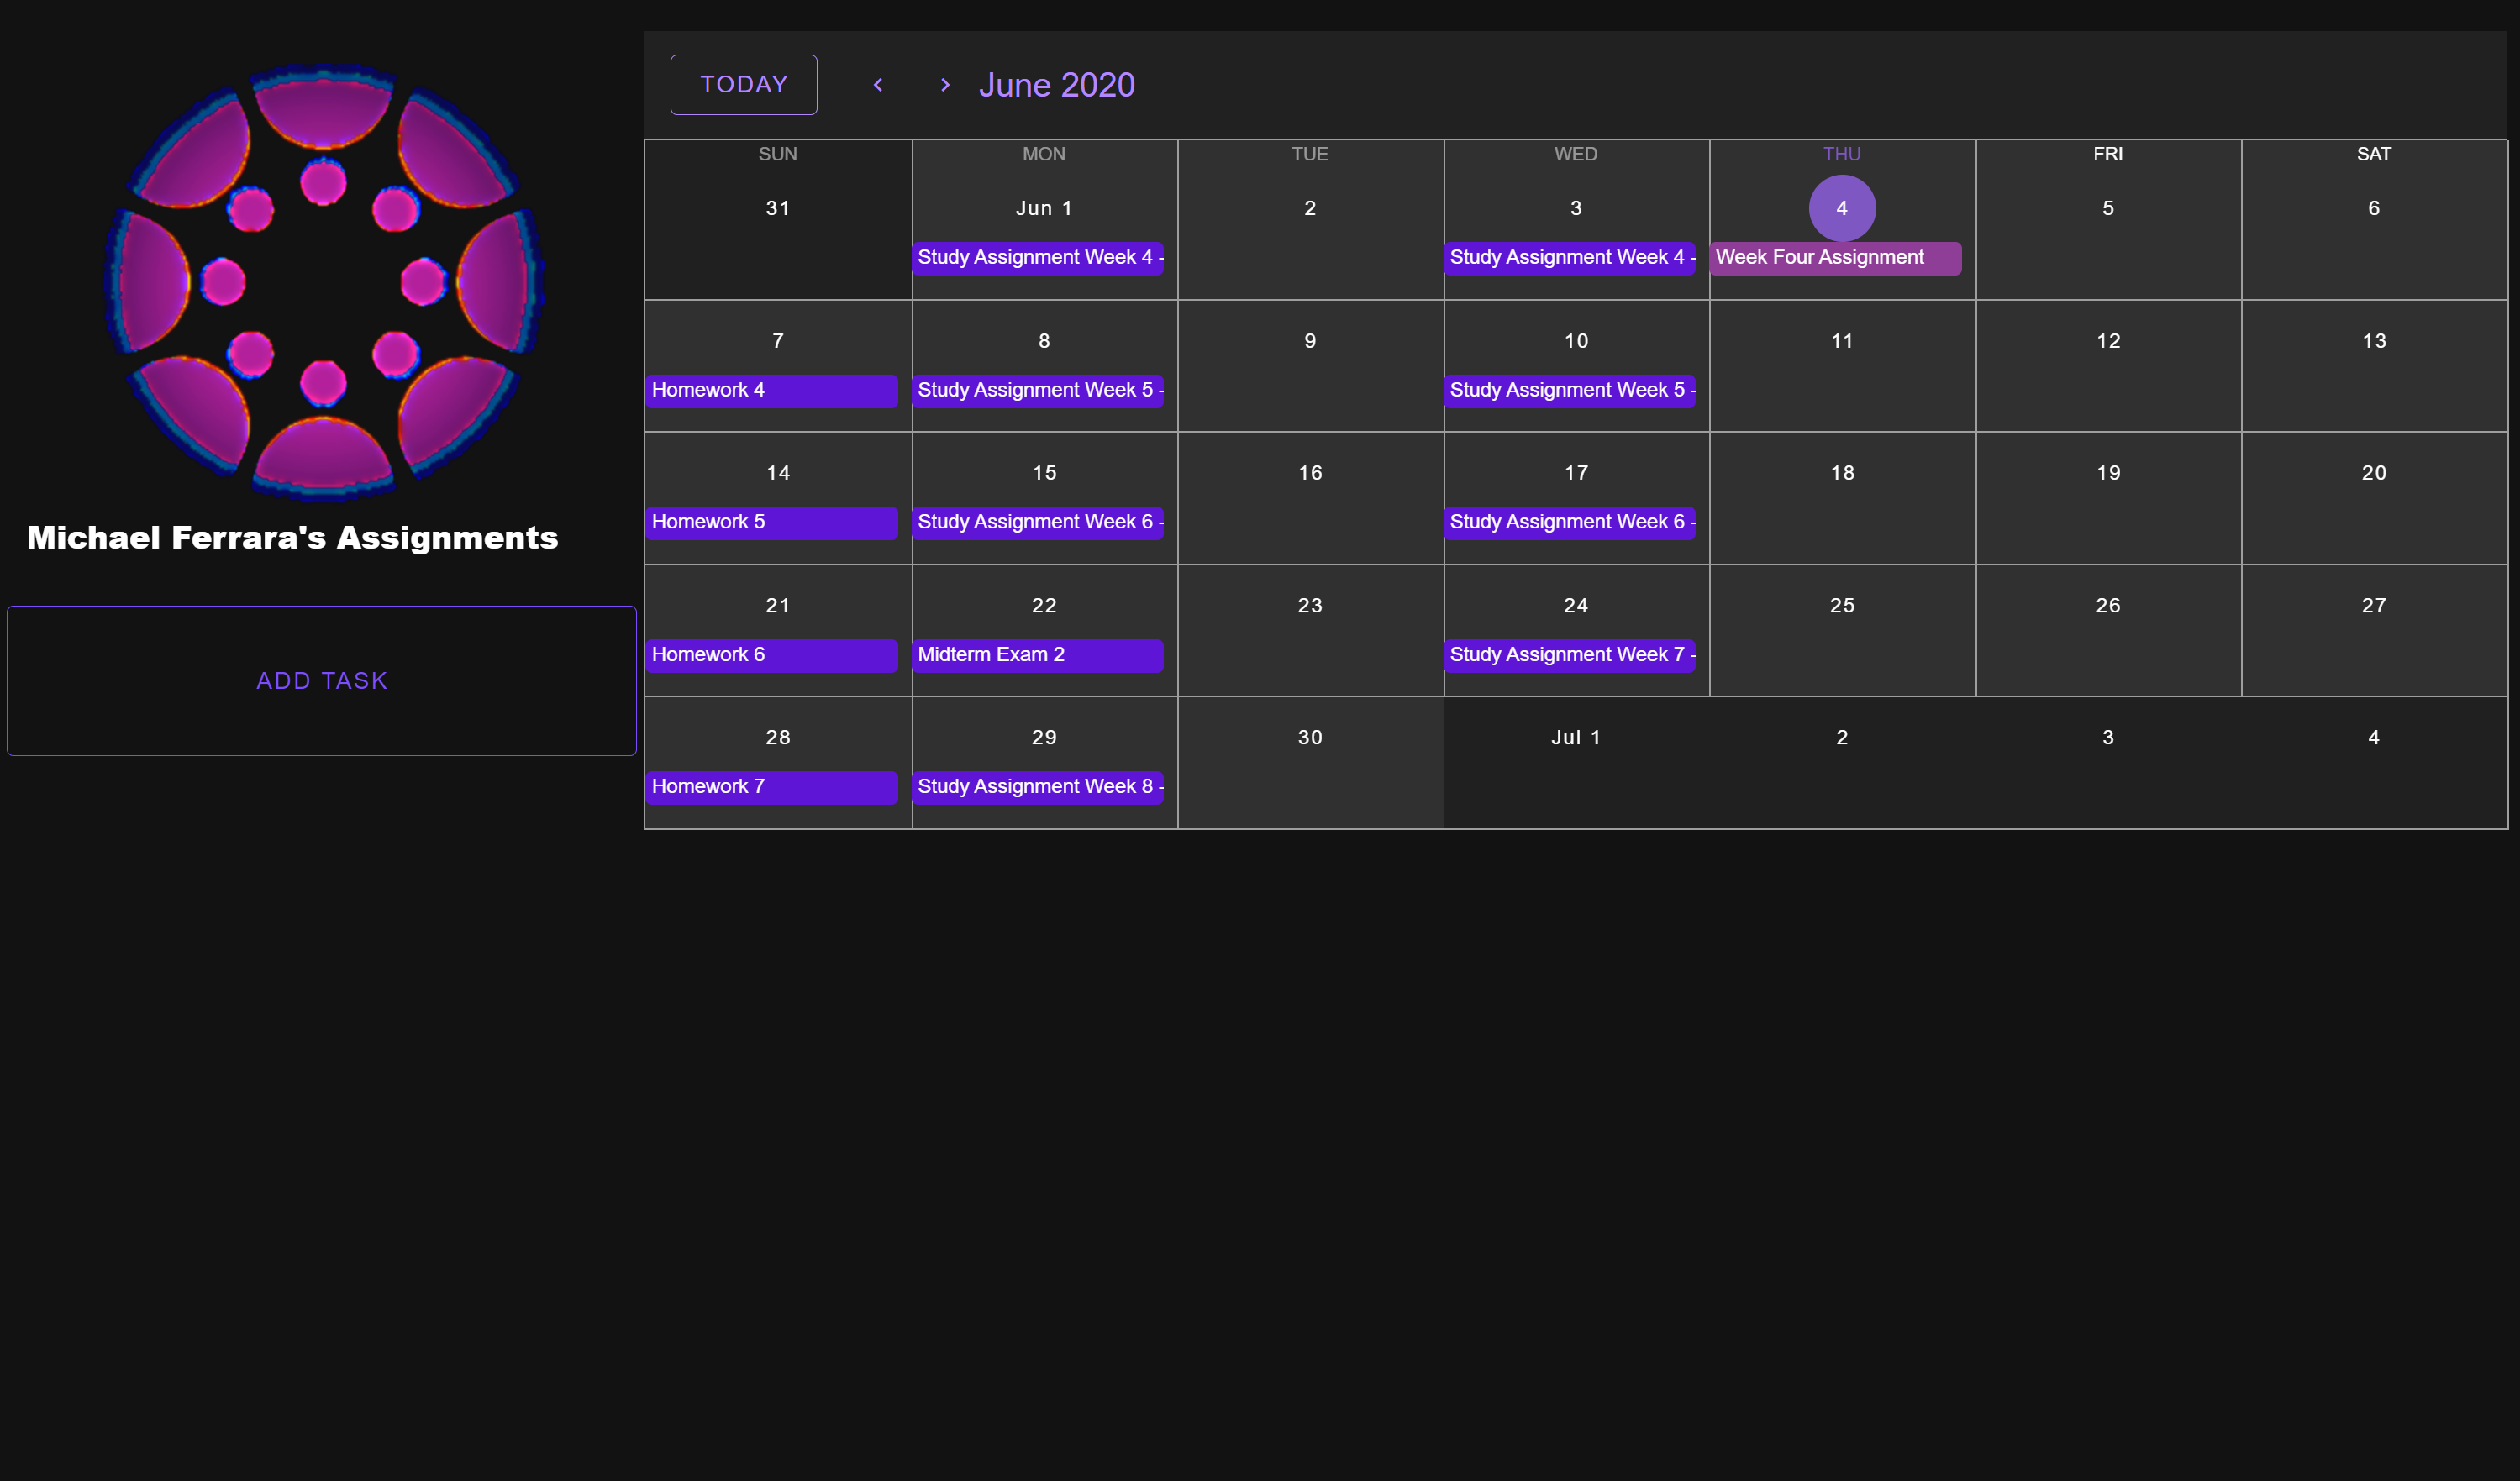 TODAY
June 2020
SUN MON TUE WED THU FRI SAT
31 Jun 1 2 3 4 5 6
Study Assignment Week 4 - Study Assignment Week 4 - Week Four Assignment
7 8 9 10 11 12 13
Homework 4 Study Assignment Week 5 - Study Assignment Week 5 -
14 15 16 17 18 19 20
Homework 5 Study Assignment Week 6 - Study Assignment Week 6 -
Michael Ferrara's Assignments
21 22 23 24 25 26 27
Homework 6 Midterm Exam 2 Study Assignment Week 7 -
ADD TASK
28 29 30 Jul 1 2 3 4
Homework 7 Study Assignment Week 8 -